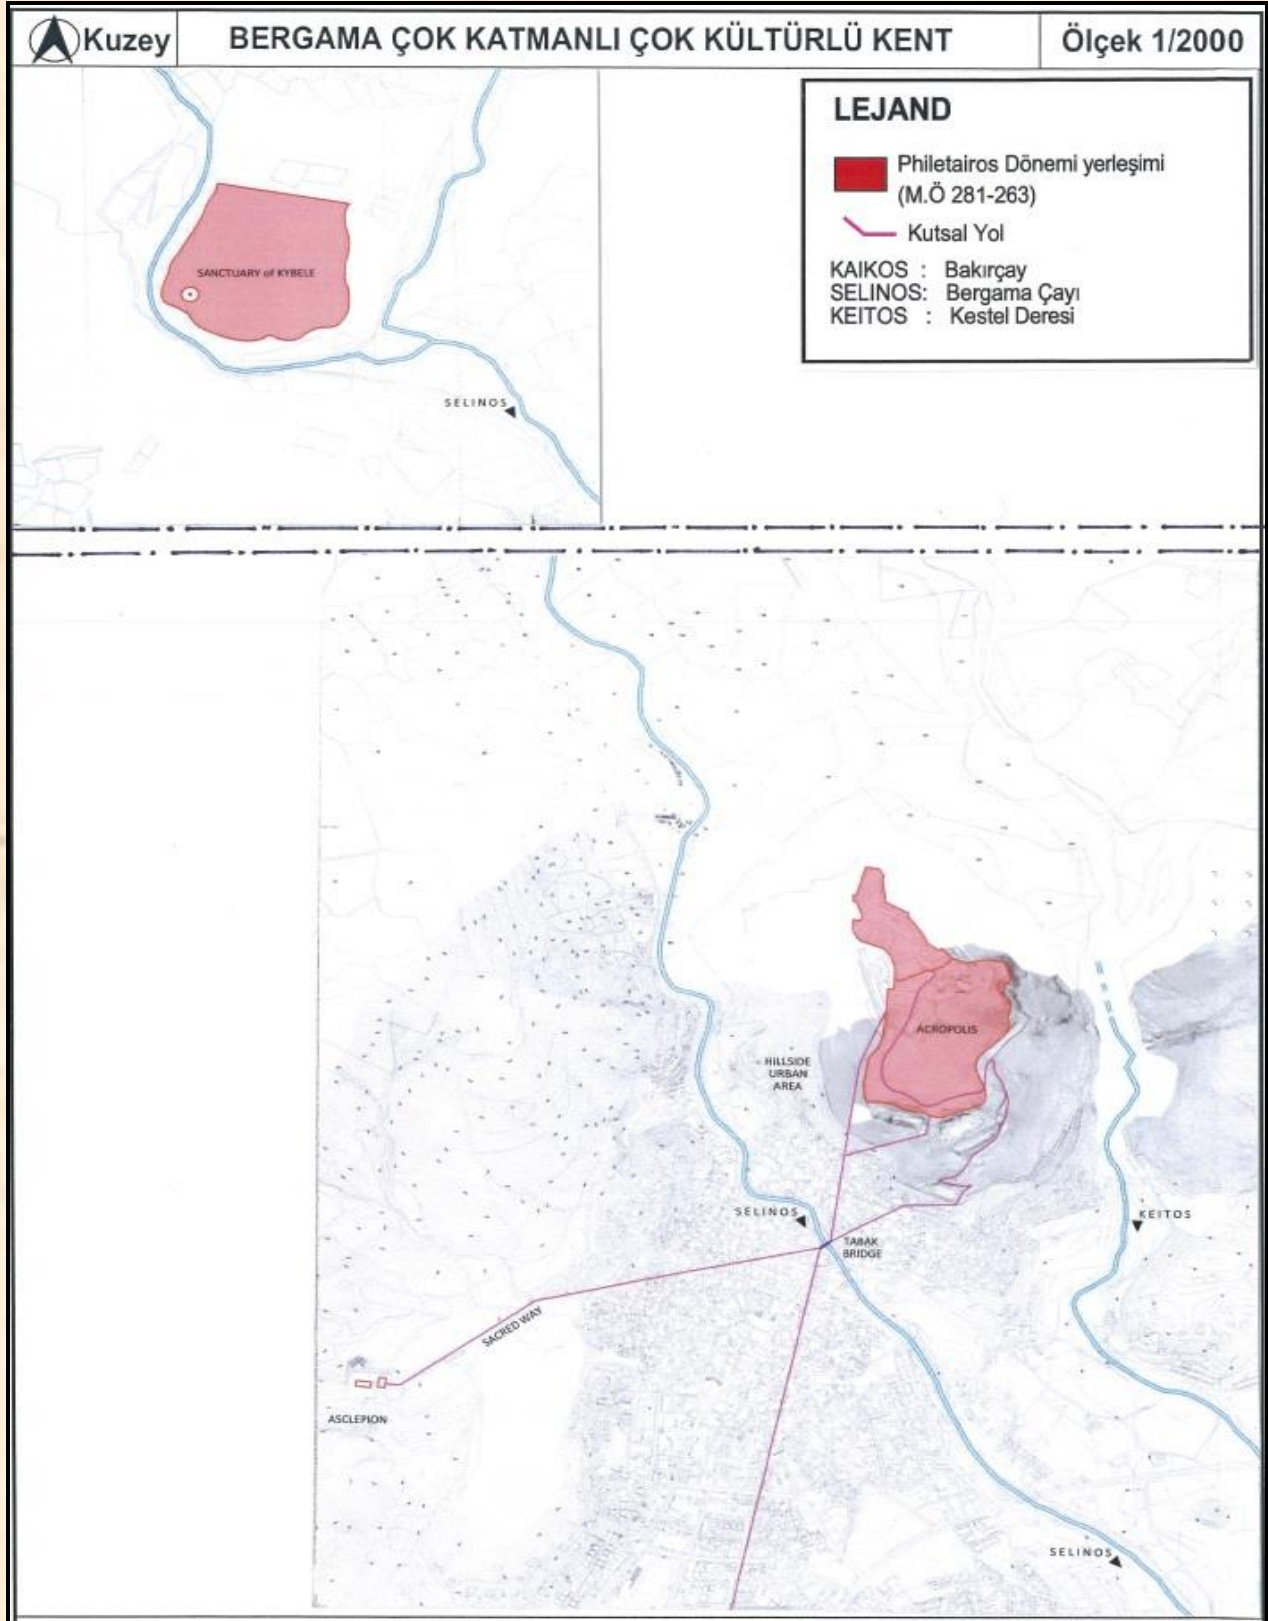 Kuzey
BERGAMA ÇOK KATMANLI ÇOK KÜLTÜRLÜ KENT
Ölçek 1/2000
LEJAND
Philetairos Dönemi yerleşimi
(M.Ö 281-263)
Kutsal Yol
KAIKOS : Bakırçay
SELINOS: Bergama Çayı
KEITOS : Kestel Deresi
SANCTUARY of KYBELE
SELINOS
ACROPOLIS
HILLSIDE
URBAN
AREA
SELINOS
KEITOS
TABAK
BRIDGE
SACRED WAY
ASCLEPION
SELINOS